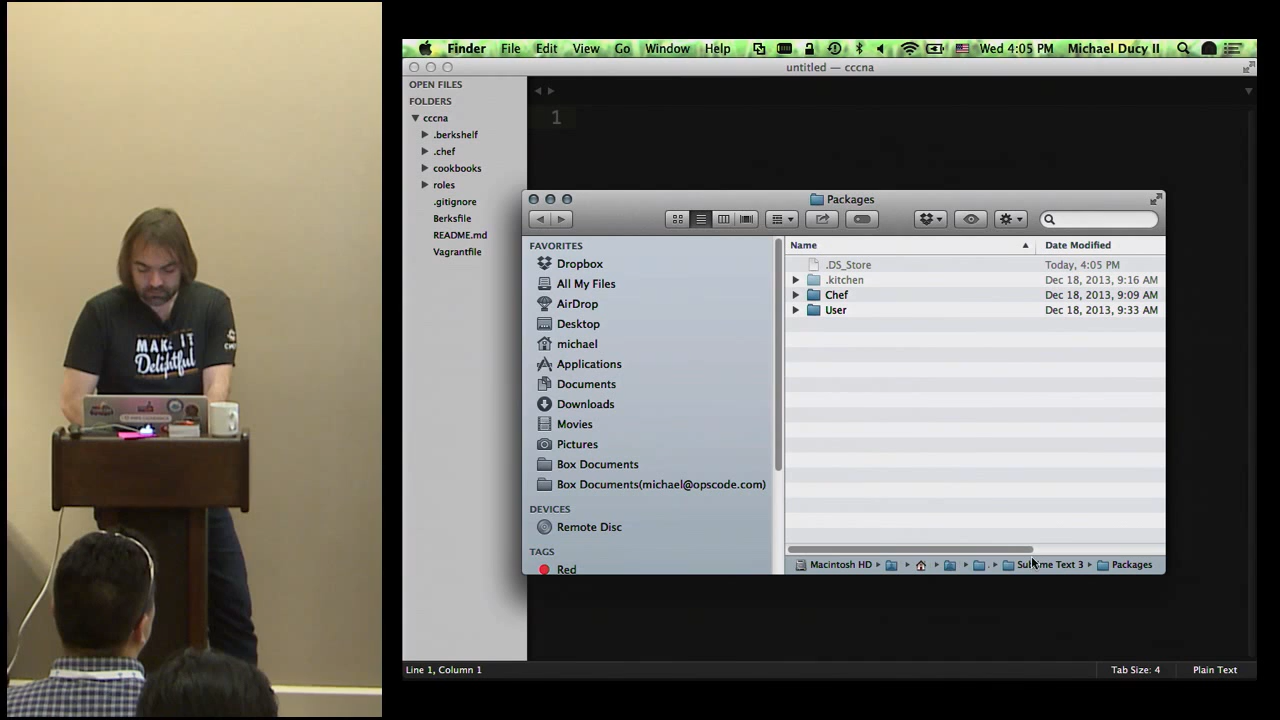 MAKE IT
Delightful
Finder File Edit View Go Window Help Wed 4:05 PM Michael Ducy II
untitled — cccna
OPEN FILES
FOLDERS
cccna
.berkshelf
.chef
cookbooks
roles
.gitignore
Berksfile
README.md
Vagrantfile
1
Packages
FAVORITES
Dropbox
All My Files
AirDrop
Desktop
michael
Applications
Documents
Downloads
Movies
Pictures
Box Documents
Box Documents(michael@opscode.com)
DEVICES
Remote Disc
TAGS
Red
Name Date Modified
.DS_Store Today, 4:05 PM
.kitchen Dec 18, 2013, 9:16 AM
Chef Dec 18, 2013, 9:09 AM
User Dec 18, 2013, 9:33 AM
Macintosh HD Sublime Text 3 Packages
Line 1, Column 1 Tab Size: 4 Plain Text